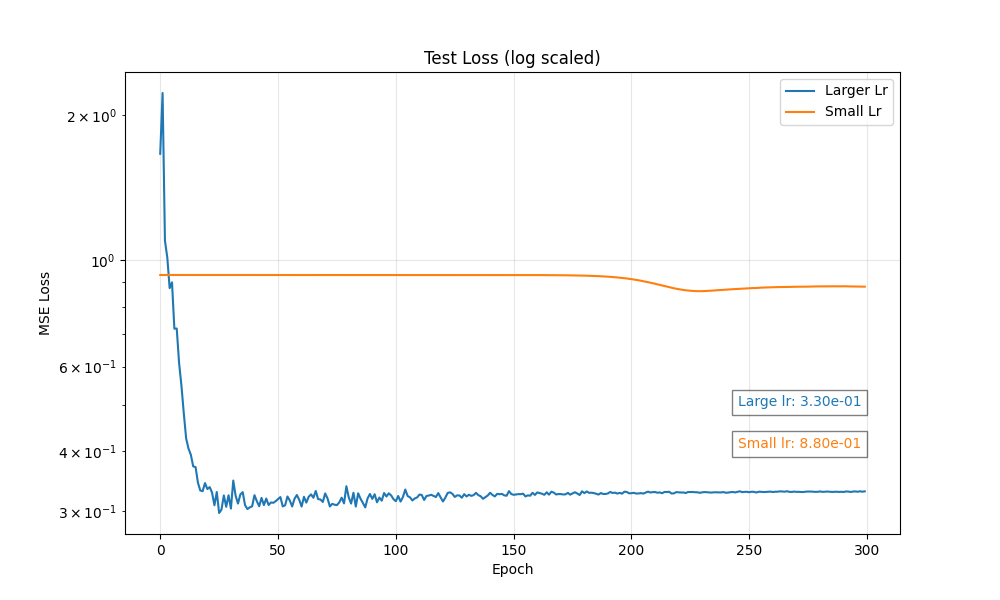 Test Loss (log scaled)
Larger Lr
Small Lr
2 × 10⁰
10⁰
6 × 10⁻¹
4 × 10⁻¹
3 × 10⁻¹
MSE Loss
Large lr: 3.30e-01
Small lr: 8.80e-01
0 50 100 150 200 250 300
Epoch